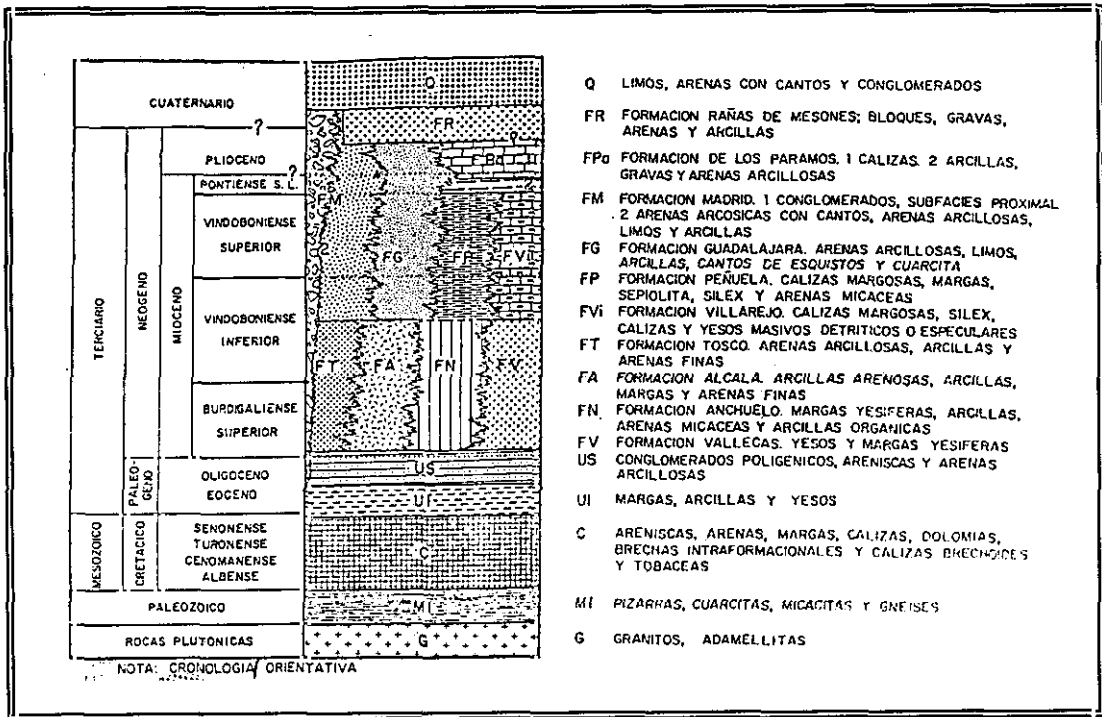 CUATERNARIO
?
TERCIARIO
NEOGENO
MIOCENO
PLIOCENO
?
PONTIENSE S. L.
VINDOBONIENSE
SUPERIOR
VINDOBONIENSE
INFERIOR
BURDIGALIENSE
SUPERIOR
PALEO-
GENO
OLIGOCENO
EOCENO
MESOZOICO
CRETACICO
SENONENSE
TURONENSE
CENOMANENSE
ALBENSE
PALEOZOICO
ROCAS PLUTONICAS
Q
FR
?
FPa
FM
FG
FP
FVi
FT
FA
FN
FV
US
UI
C
MI
G
NOTA: CRONOLOGIA ORIENTATIVA
Q LIMOS, ARENAS CON CANTOS Y CONGLOMERADOS
FR FORMACION RAÑAS DE MESONES; BLOQUES, GRAVAS,
ARENAS Y ARCILLAS
FPa FORMACION DE LOS PARAMOS. 1 CALIZAS. 2 ARCILLAS,
GRAVAS Y ARENAS ARCILLOSAS
FM FORMACION MADRID. 1 CONGLOMERADOS, SUBFACIES PROXIMAL
2 ARENAS ARCOSICAS CON CANTOS, ARENAS ARCILLOSAS,
LIMOS Y ARCILLAS
FG FORMACION GUADALAJARA. ARENAS ARCILLOSAS, LIMOS,
ARCILLAS, CANTOS DE ESQUISTOS Y CUARCITA
FP FORMACION PEÑUELA. CALIZAS MARGOSAS, MARGAS,
SEPIOLITA, SILEX Y ARENAS MICACEAS
FVi FORMACION VILLAREJO. CALIZAS MARGOSAS, SILEX,
CALIZAS Y YESOS MASIVOS DETRITICOS O ESPECULARES
FT FORMACION TOSCO. ARENAS ARCILLOSAS, ARCILLAS Y
ARENAS FINAS
FA FORMACION ALCALA. ARCILLAS ARENOSAS, ARCILLAS,
MARGAS Y ARENAS FINAS
FN FORMACION ANCHUELO. MARGAS YESIFERAS, ARCILLAS,
ARENAS MICACEAS Y ARCILLAS ORGANICAS
FV FORMACION VALLECAS. YESOS Y MARGAS YESIFERAS
US CONGLOMERADOS POLIGENICOS, ARENISCAS Y ARENAS
ARCILLOSAS
UI MARGAS, ARCILLAS Y YESOS
C ARENISCAS, ARENAS, MARGAS, CALIZAS, DOLOMIAS,
BRECHAS INTRAFORMACIONALES Y CALIZAS BRECHOIDES
Y TOBACEAS
MI PIZARRAS, CUARCITAS, MICACITAS Y GNEISES
G GRANITOS, ADAMELLITAS